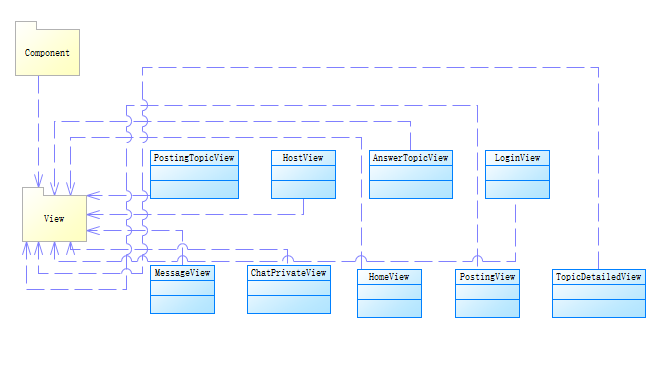 Component
PostingTopicView
HostView
AnswerTopicView
LoginView
View
MessageView
ChatPrivateView
HomeView
PostingView
TopicDetailedView